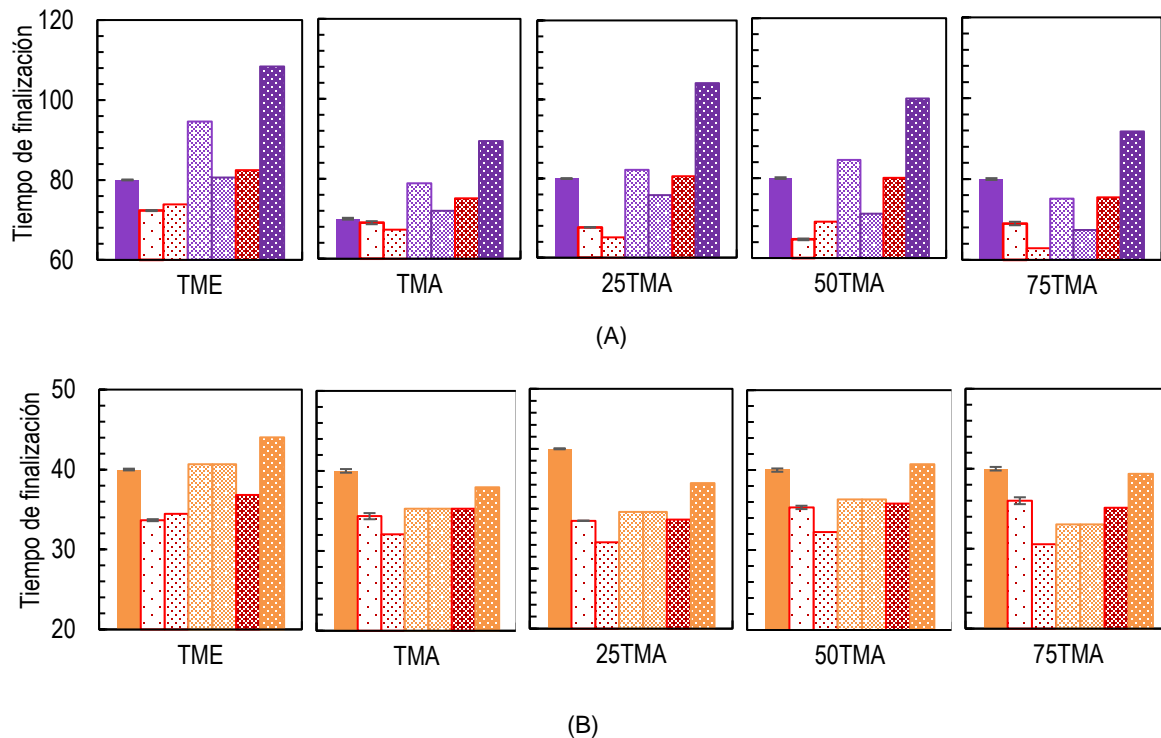 Tiempo de finalización
120
100
80
60
TME TMA 25TMA 50TMA 75TMA
(A)
Tiempo de finalización
50
40
30
20
TME TMA 25TMA 50TMA 75TMA
(B)